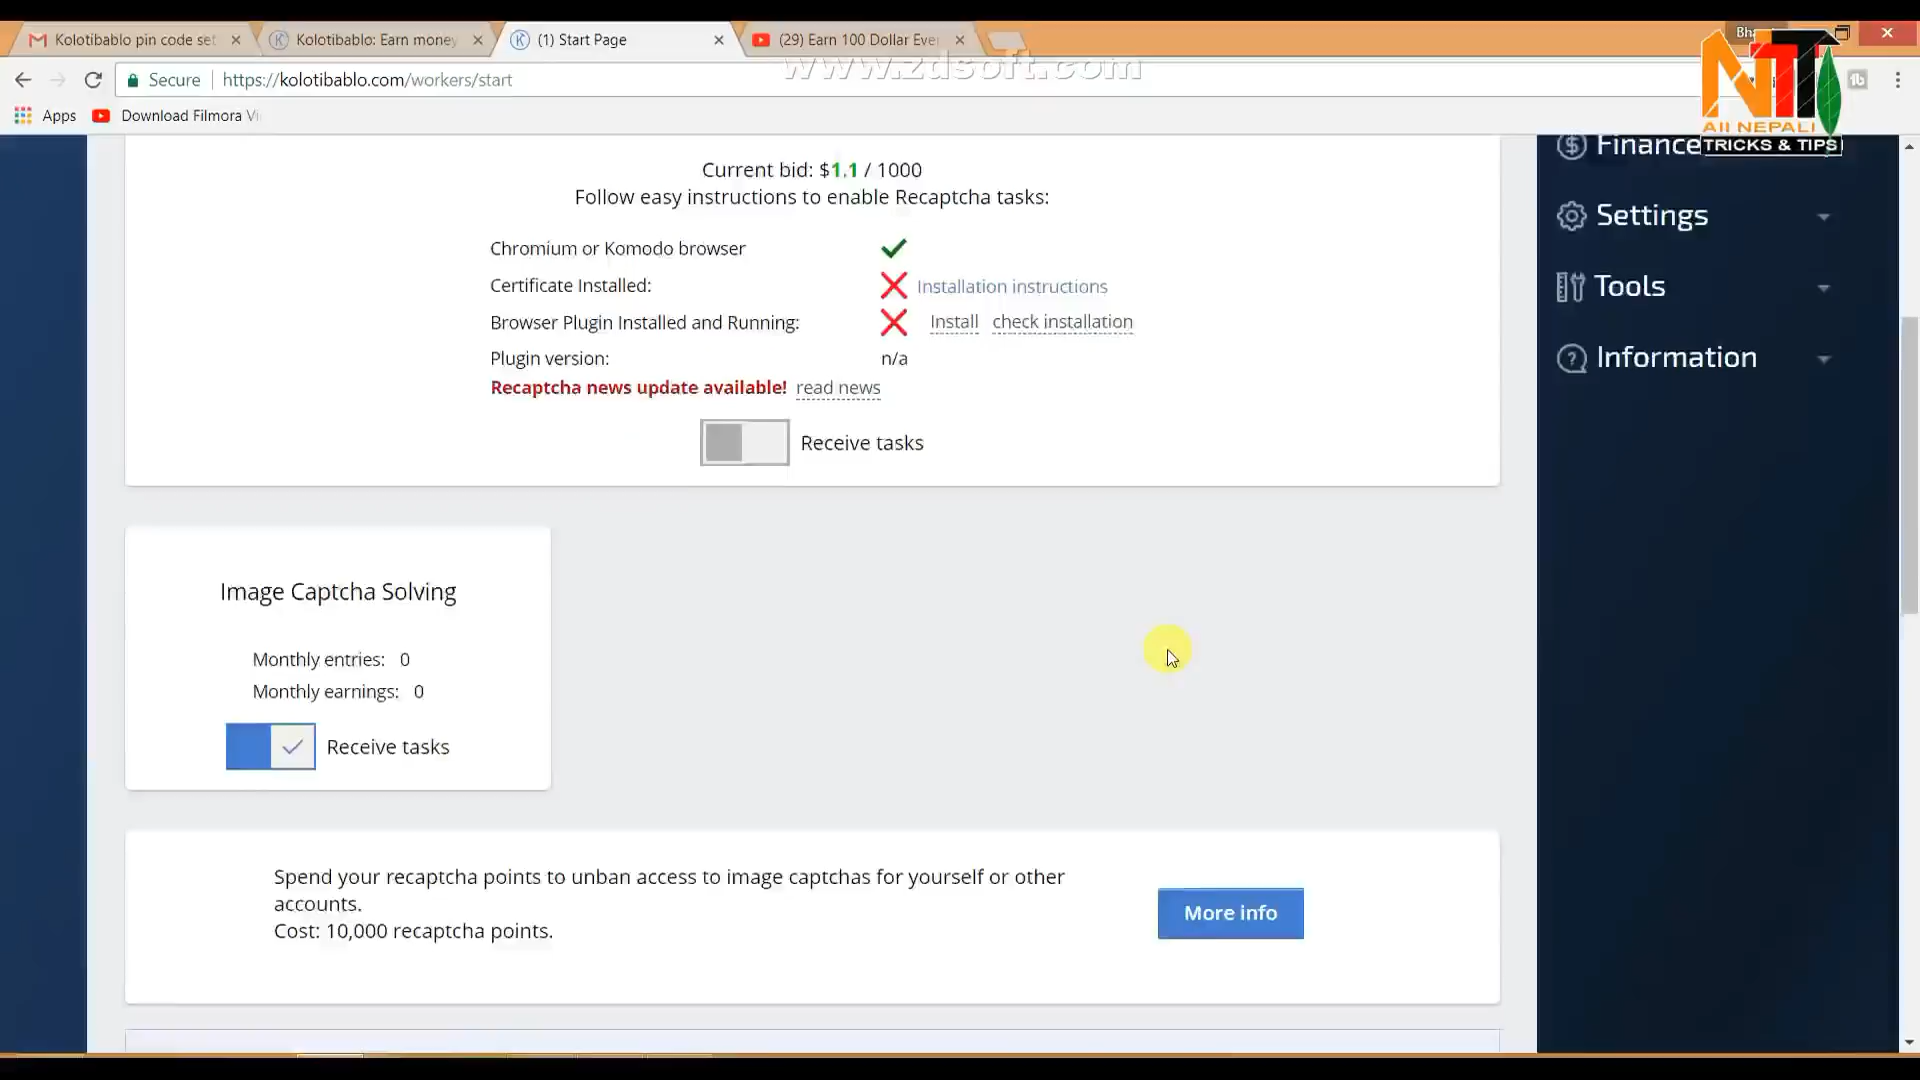 Kolotibablo pin code set
Kolotibablo: Earn money
(1) Start Page
(29) Earn 100 Dollar Eve
www.zdsoft.com
Secure
https://kolotibablo.com/workers/start
Apps
Download Filmora Vi
NTT
All NEPALI
TRICKS & TIPS
Finance
Settings
Tools
Information
Current bid: $1.1 / 1000
Follow easy instructions to enable Recaptcha tasks:
Chromium or Komodo browser
Certificate Installed: Installation instructions
Browser Plugin Installed and Running: Install check installation
Plugin version: n/a
Recaptcha news update available! read news
Receive tasks
Image Captcha Solving
Monthly entries: 0
Monthly earnings: 0
Receive tasks
Spend your recaptcha points to unban access to image captchas for yourself or other
accounts.
Cost: 10,000 recaptcha points.
More info